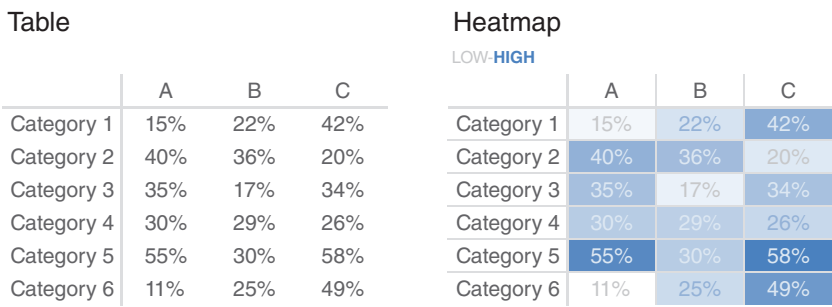 Table
A B C
Category 1 15% 22% 42%
Category 2 40% 36% 20%
Category 3 35% 17% 34%
Category 4 30% 29% 26%
Category 5 55% 30% 58%
Category 6 11% 25% 49%
Heatmap
LOW-HIGH
A B C
Category 1 15% 22% 42%
Category 2 40% 36% 20%
Category 3 35% 17% 34%
Category 4 30% 29% 26%
Category 5 55% 30% 58%
Category 6 11% 25% 49%